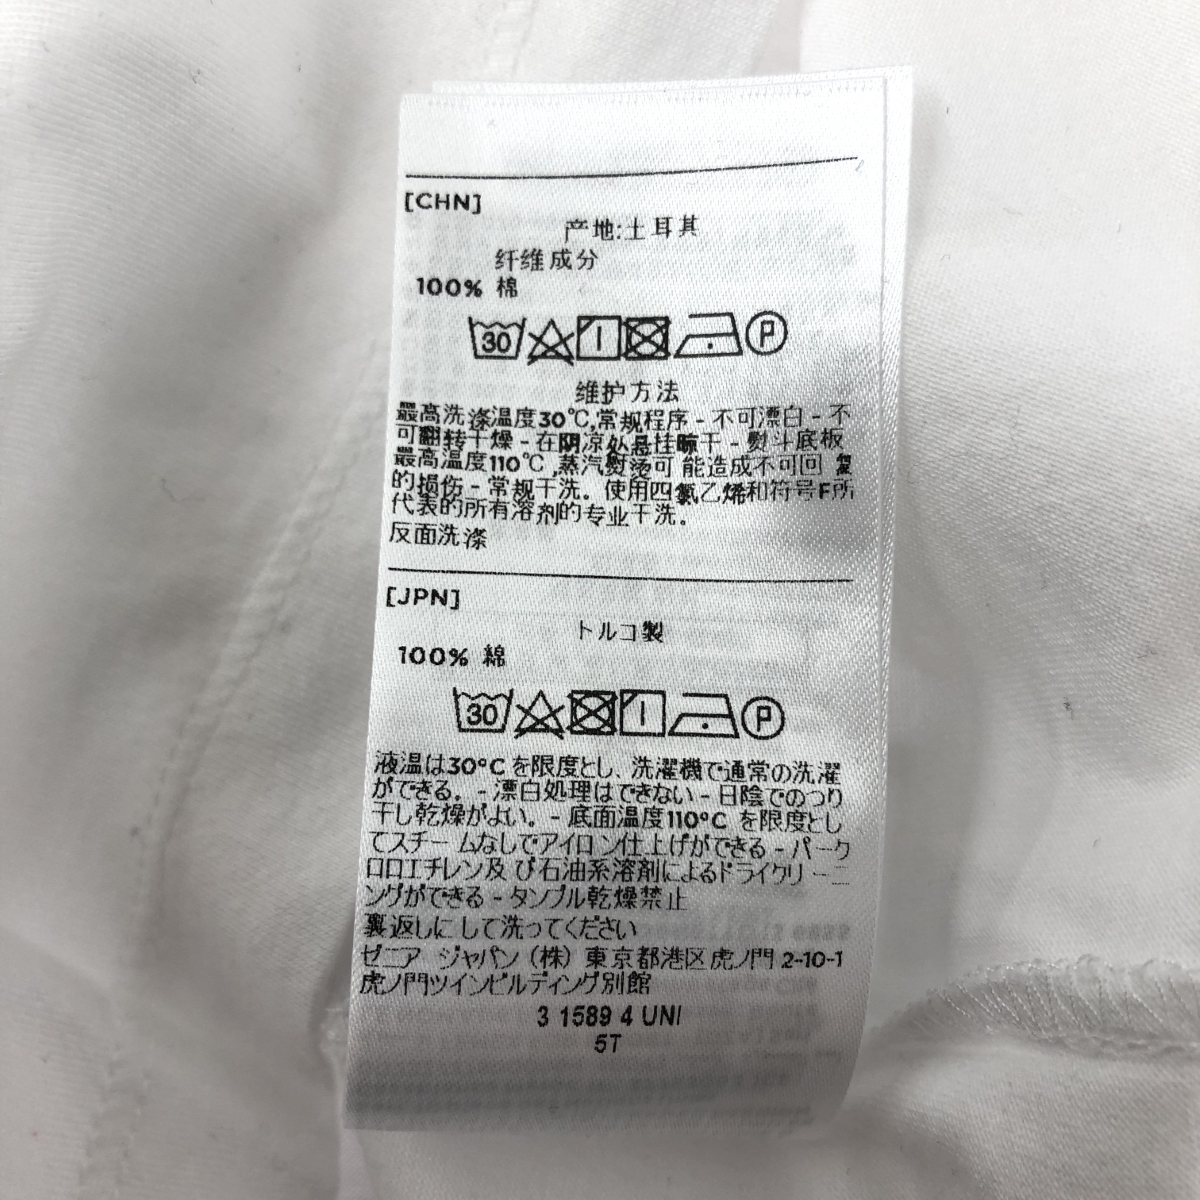 [CHN]
产地:土耳其
纤维成分
100% 棉
30 P
维护方法
最高洗涤温度30°C,常规程序 - 不可漂白 - 不
可翻转干燥 - 在阴凉处悬挂晾干 - 熨斗底板
最高温度110°C ,蒸汽熨烫可 能造成不可回 复
的损伤 - 常规干洗。使用四氯乙烯和符号F所
代表的所有溶剂的专业干洗。
反面洗涤
[JPN]
トルコ製
100% 綿
30 P
液温は30°C を限度とし、洗濯機で通常の洗濯
ができる。 - 漂白処理はできない - 日陰でのつり
干し乾燥がよい。 - 底面温度110°C を限度とし
てスチー ムなしでアイロン仕上げができる - パーク
ロロエチレン及 び石油系溶剤によるドライクリ ーニ
ングができる - タンブル乾燥禁止
裏返しにして洗ってください
ゼニア ジャパン (株) 東京都港区虎ノ門 2-10-1
虎ノ門ツインビルディング別館
3 1589 4 UNI
5T